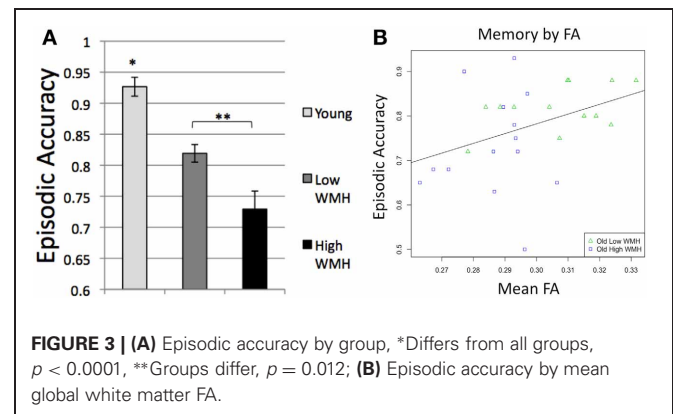 A
1
0.95
0.9
0.85
0.8
0.75
0.7
0.65
0.6
Episodic Accuracy
*
**
Young
Low
WMH
High
WMH
B
Memory by FA
0.9
0.8
0.7
0.6
0.5
Episodic Accuracy
0.27 0.28 0.29 0.30 0.31 0.32 0.33
Mean FA
Old Low WMH
Old High WMH
FIGURE 3 | (A) Episodic accuracy by group, *Differs from all groups,
p < 0.0001, **Groups differ, p = 0.012; (B) Episodic accuracy by mean
global white matter FA.